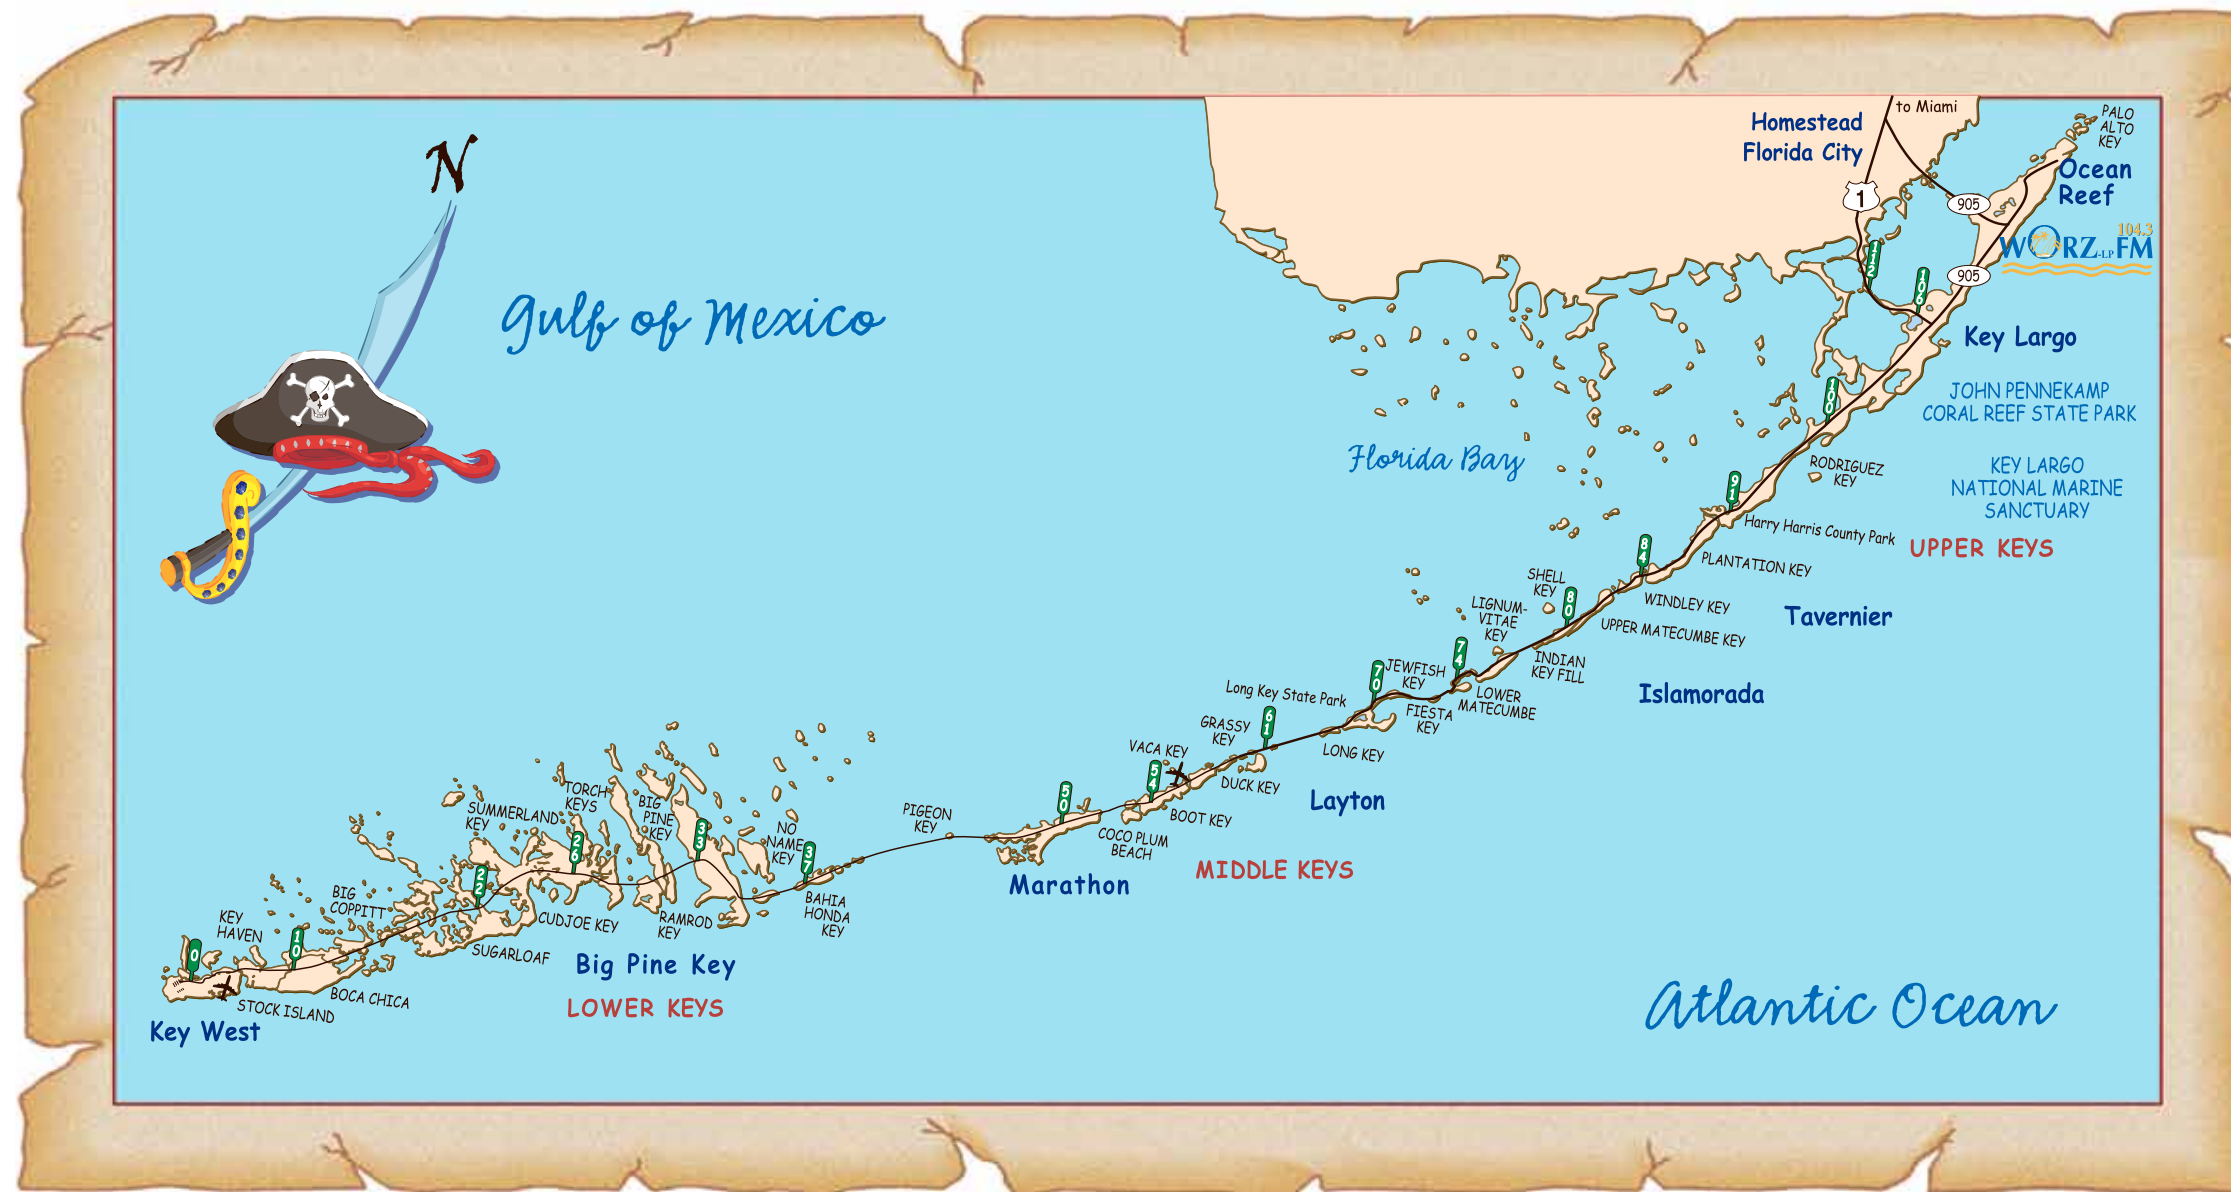 N
Gulf of Mexico
Homestead
Florida City
to Miami
PALO
ALTO
KEY
Ocean
Reef
1
905
905
104.3
WORZ-LP FM
112
106
Key Largo
JOHN PENNEKAMP
CORAL REEF STATE PARK
KEY LARGO
NATIONAL MARINE
SANCTUARY
100
RODRIGUEZ
KEY
Florida Bay
91
Harry Harris County Park
UPPER KEYS
84
PLANTATION KEY
WINDLEY KEY
Tavernier
SHELL
KEY
80
UPPER MATECUMBE KEY
LIGNUM-
VITAE
KEY
INDIAN
KEY FILL
Islamorada
74
LOWER
MATECUMBE
JEWFISH
KEY
70
FIESTA
KEY
Long Key State Park
LONG KEY
61
GRASSY
KEY
DUCK KEY
Layton
VACA KEY
54
BOOT KEY
COCO PLUM
BEACH
MIDDLE KEYS
50
Marathon
PIGEON
KEY
NO
NAME
KEY
37
BAHIA
HONDA
KEY
BIG
PINE
KEY
33
TORCH
KEYS
RAMROD
KEY
SUMMERLAND
KEY
26
CUDJOE KEY
Big Pine Key
LOWER KEYS
22
SUGARLOAF
BIG
COPPITT
KEY
HAVEN
10
BOCA CHICA
0
STOCK ISLAND
Key West
Atlantic Ocean